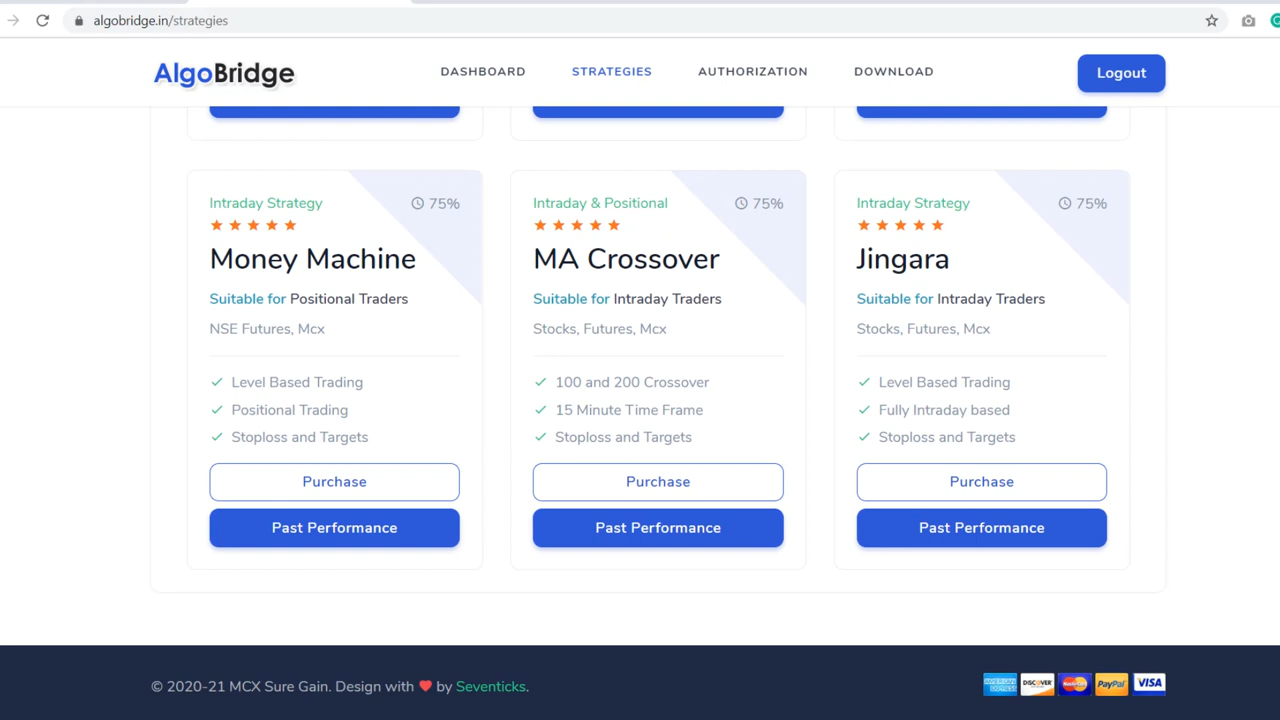 algobridge.in/strategies
AlgoBridge
DASHBOARD
STRATEGIES
AUTHORIZATION
DOWNLOAD
Logout
Intraday Strategy
75%
Money Machine
Suitable for Positional Traders
NSE Futures, Mcx
Level Based Trading
Positional Trading
Stoploss and Targets
Purchase
Past Performance
Intraday & Positional
75%
MA Crossover
Suitable for Intraday Traders
Stocks, Futures, Mcx
100 and 200 Crossover
15 Minute Time Frame
Stoploss and Targets
Purchase
Past Performance
Intraday Strategy
75%
Jingara
Suitable for Intraday Traders
Stocks, Futures, Mcx
Level Based Trading
Fully Intraday based
Stoploss and Targets
Purchase
Past Performance
© 2020-21 MCX Sure Gain. Design with ❤ by Seventicks.
AMERICAN EXPRESS
DISCOVER
MasterCard
PayPal
VISA